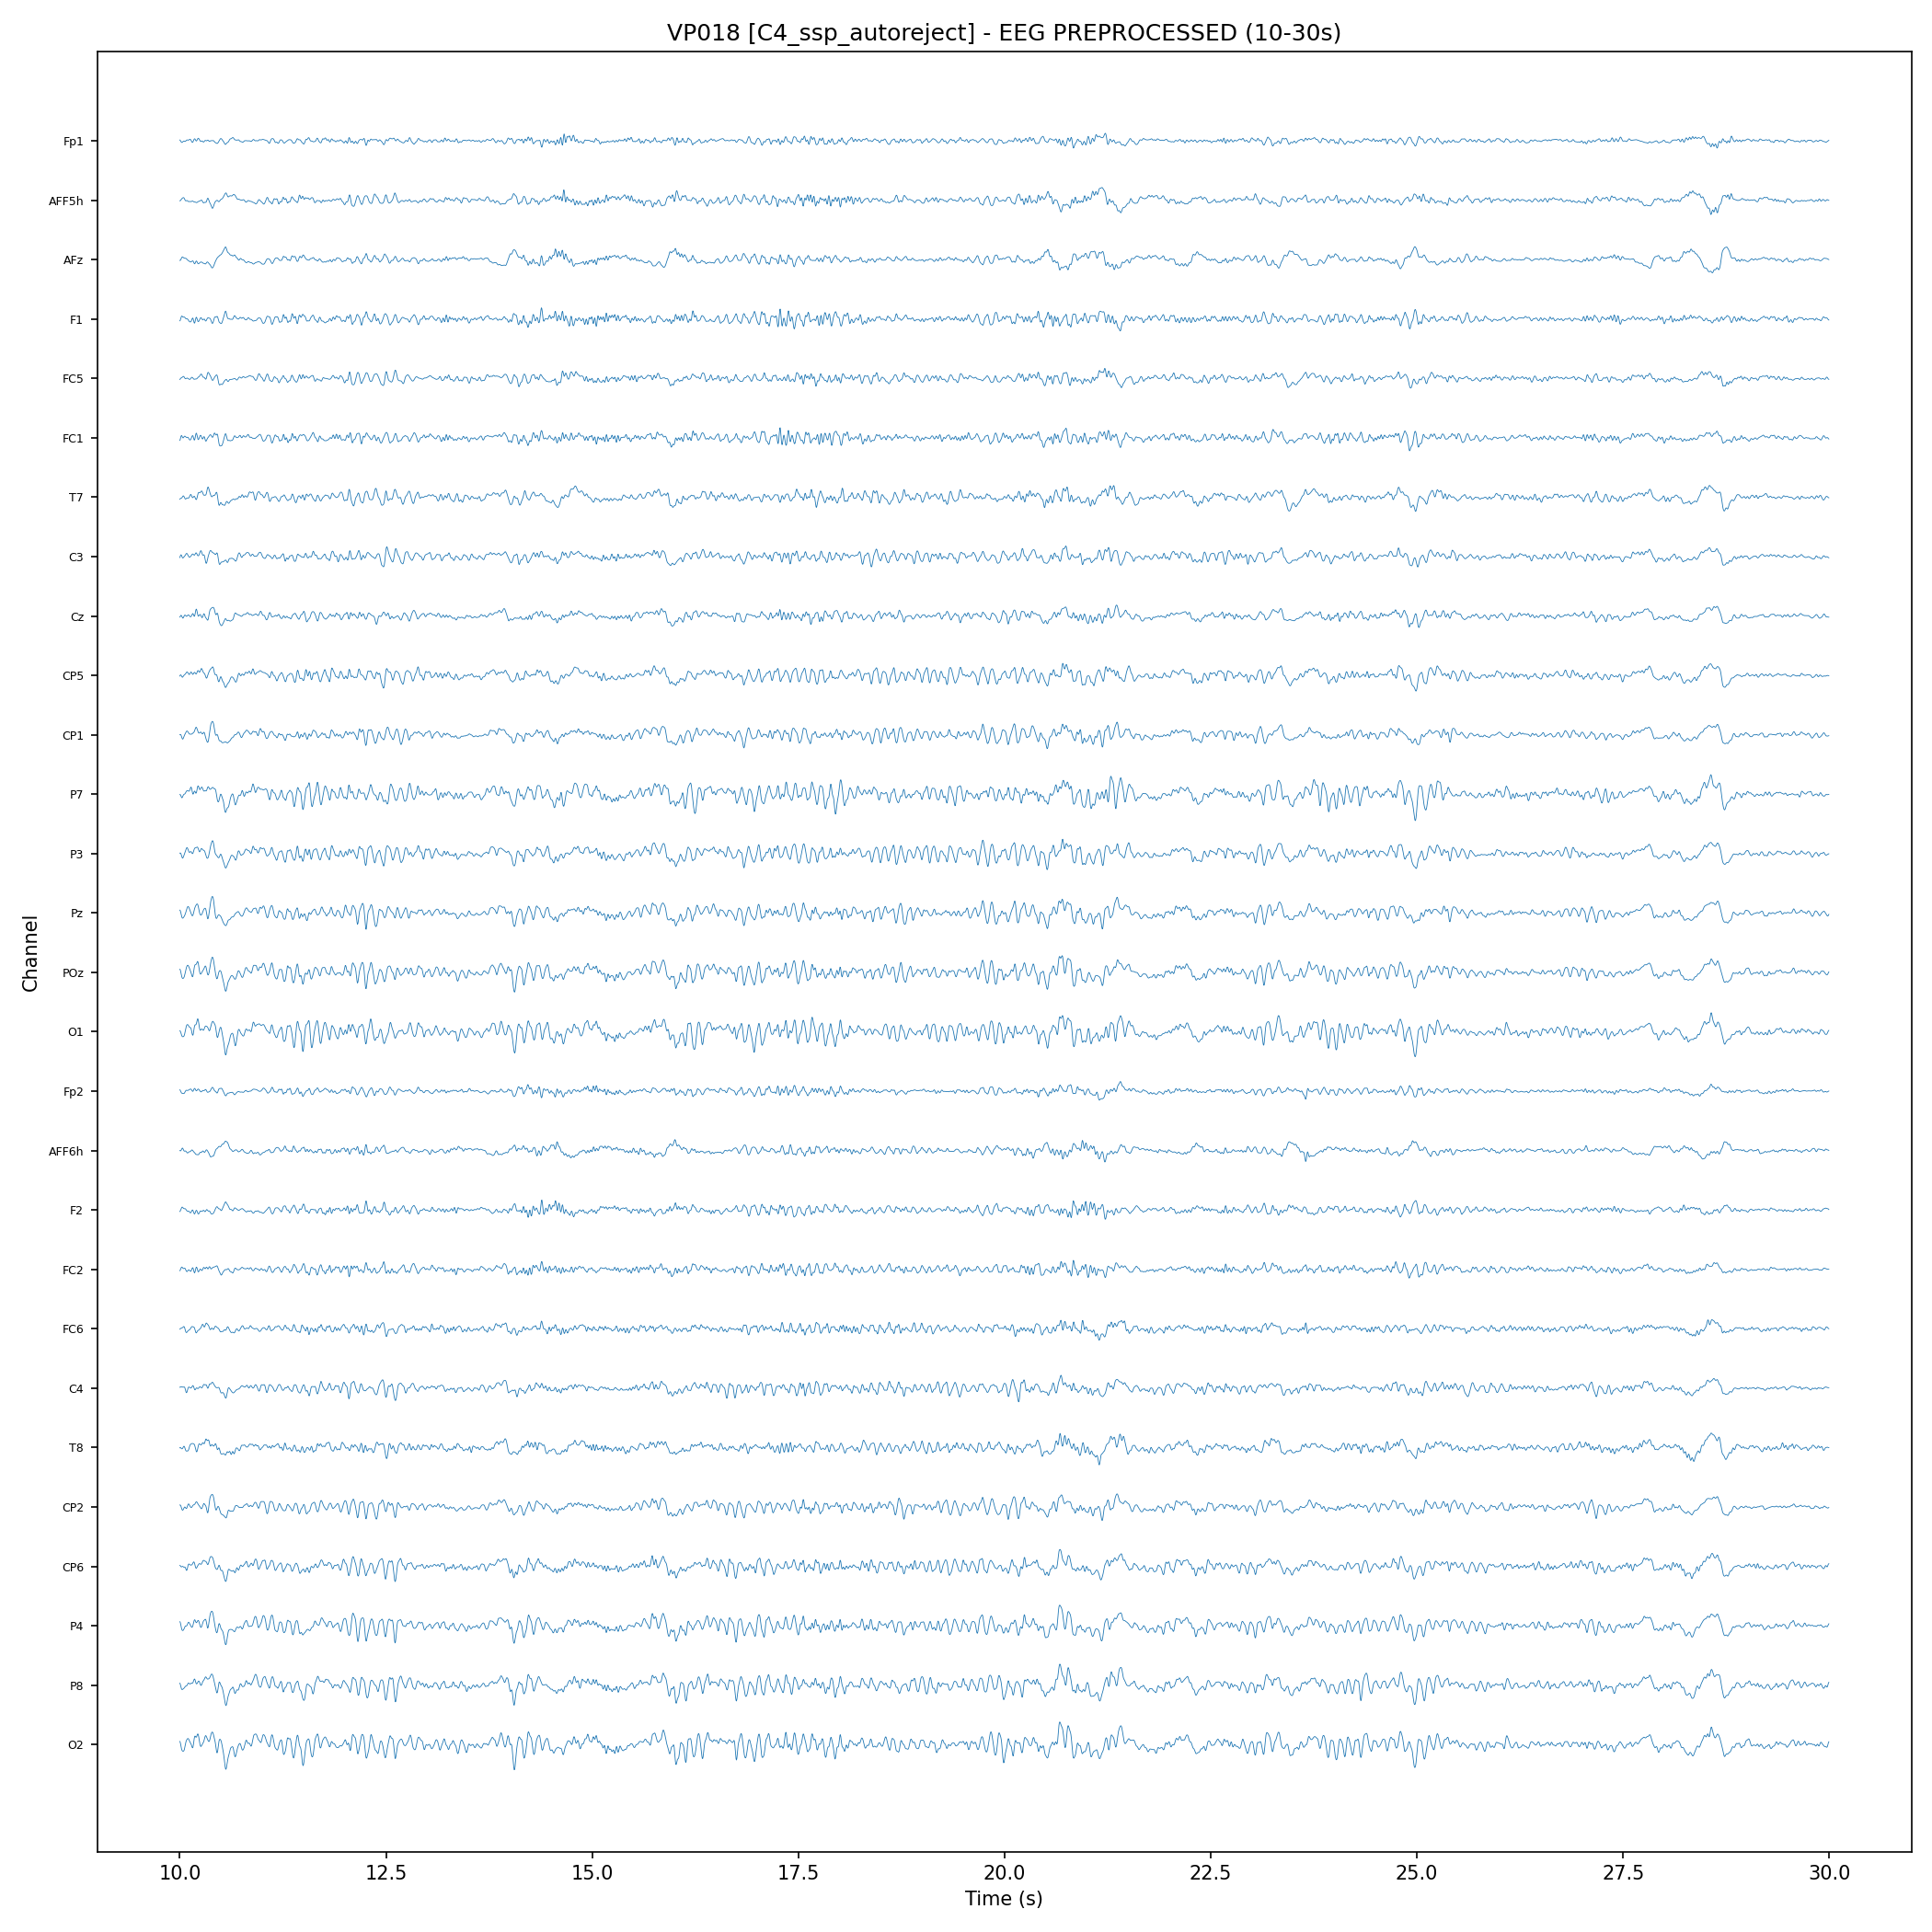 VP018 [C4_ssp_autoreject] - EEG PREPROCESSED (10-30s)
Fp1
AFF5h
AFz
F1
FC5
FC1
T7
C3
Cz
CP5
CP1
P7
P3
Pz
POz
O1
Fp2
AFF6h
F2
FC2
FC6
C4
T8
CP2
CP6
P4
P8
O2
Channel
10.0 12.5 15.0 17.5 20.0 22.5 25.0 27.5 30.0
Time (s)